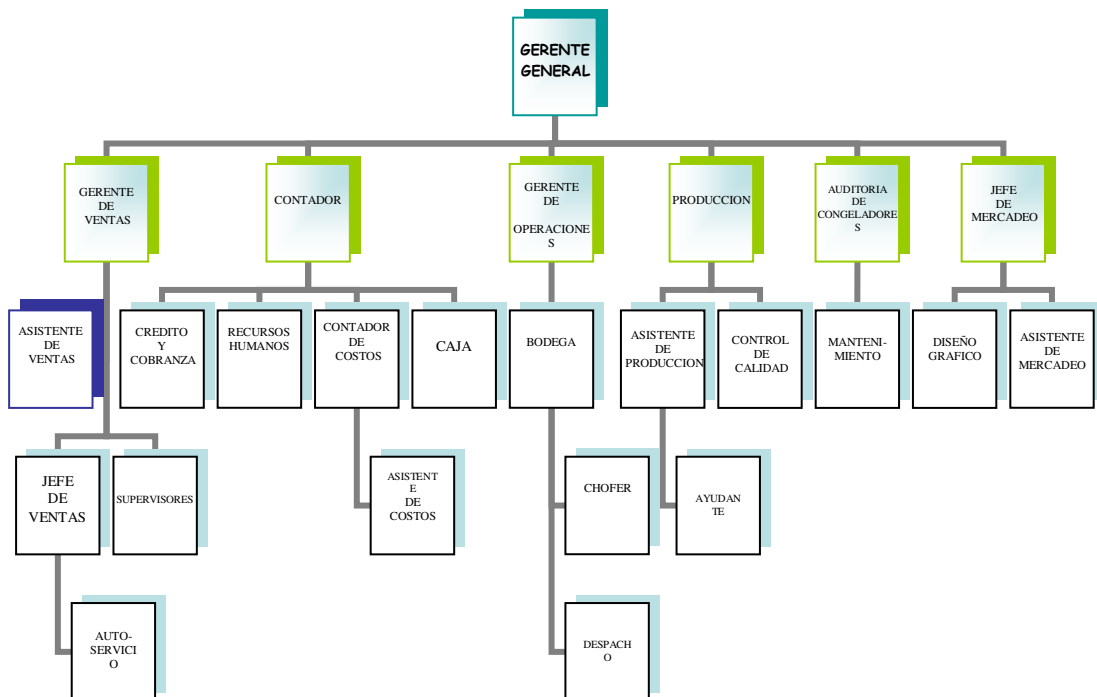 GERENTE
GENERAL
GERENTE
DE
VENTAS
CONTADOR
GERENTE
DE
OPERACIONE
S
PRODUCCION
AUDITORIA
DE
CONGELADORE
S
JEFE
DE
MERCADEO
ASISTENTE
DE
VENTAS
CREDITO
Y
COBRANZA
RECURSOS
HUMANOS
CONTADOR
DE
COSTOS
CAJA
BODEGA
ASISTENTE
DE
PRODUCCION
CONTROL
DE
CALIDAD
MANTENI-
MIENTO
DISEÑO
GRAFICO
ASISTENTE
DE
MERCADEO
JEFE
DE
VENTAS
SUPERVISORES
ASISTENT
E
DE
COSTOS
CHOFER
AYUDAN
TE
AUTO-
SERVICI
O
DESPACH
O